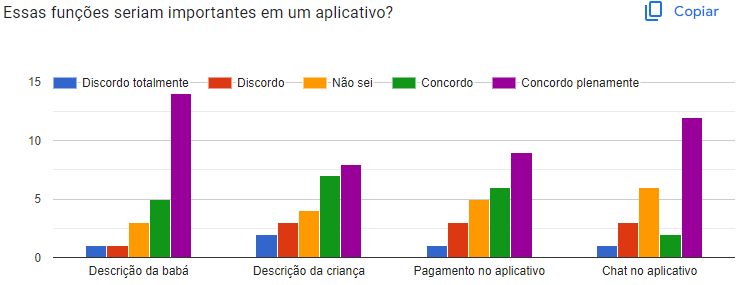 Essas funções seriam importantes em um aplicativo?
Copiar
15
Discordo totalmente
Discordo
Não sei
Concordo
Concordo plenamente
10
5
0
Descrição da babá
Descrição da criança
Pagamento no aplicativo
Chat no aplicativo